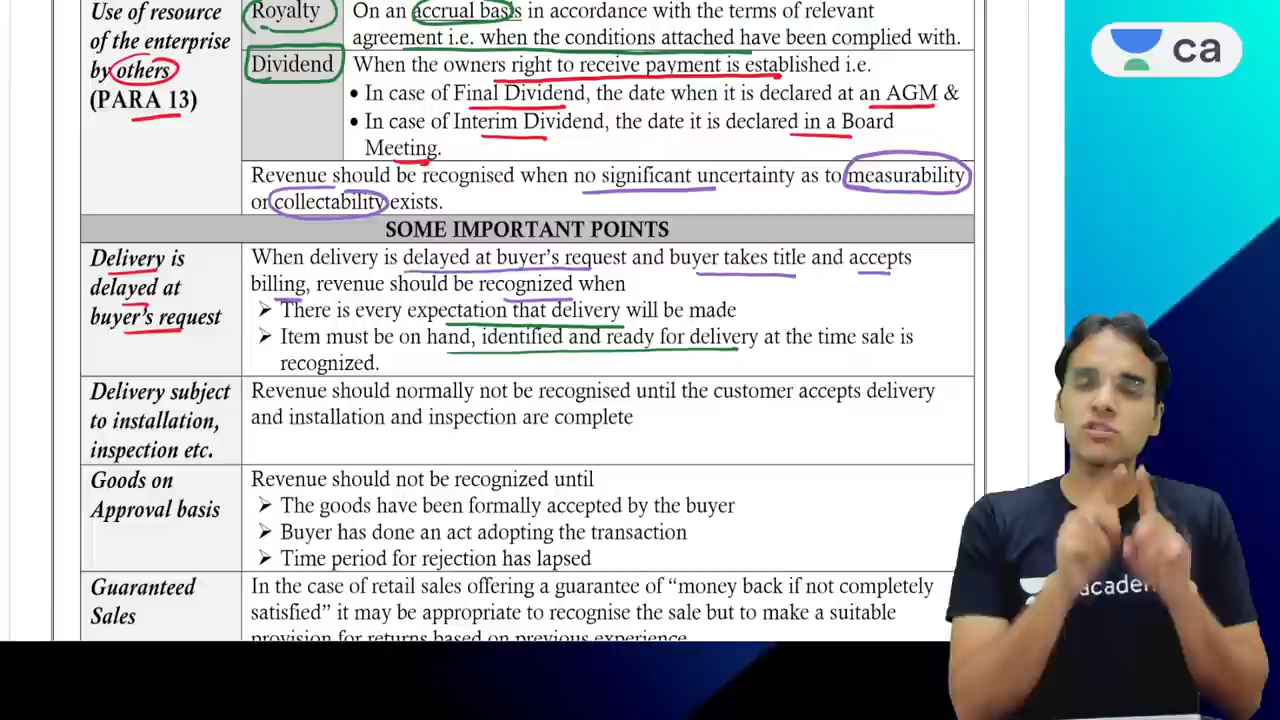 Use of resource
of the enterprise
by others
(PARA 13)
Royalty
On an accrual basis in accordance with the terms of relevant
agreement i.e. when the conditions attached have been complied with.
Dividend
When the owners right to receive payment is established i.e.
• In case of Final Dividend, the date when it is declared at an AGM &
• In case of Interim Dividend, the date it is declared in a Board
Meeting.
Revenue should be recognised when no significant uncertainty as to measurability
or collectability exists.
SOME IMPORTANT POINTS
Delivery is
delayed at
buyer's request
When delivery is delayed at buyer's request and buyer takes title and accepts
billing, revenue should be recognized when
➢ There is every expectation that delivery will be made
➢ Item must be on hand, identified and ready for delivery at the time sale is
recognized.
Delivery subject
to installation,
inspection etc.
Revenue should normally not be recognised until the customer accepts delivery
and installation and inspection are complete
Goods on
Approval basis
Revenue should not be recognized until
➢ The goods have been formally accepted by the buyer
➢ Buyer has done an act adopting the transaction
➢ Time period for rejection has lapsed
Guaranteed
Sales
In the case of retail sales offering a guarantee of “money back if not completely
satisfied” it may be appropriate to recognise the sale but to make a suitable
provision for returns based on previous experience
ca